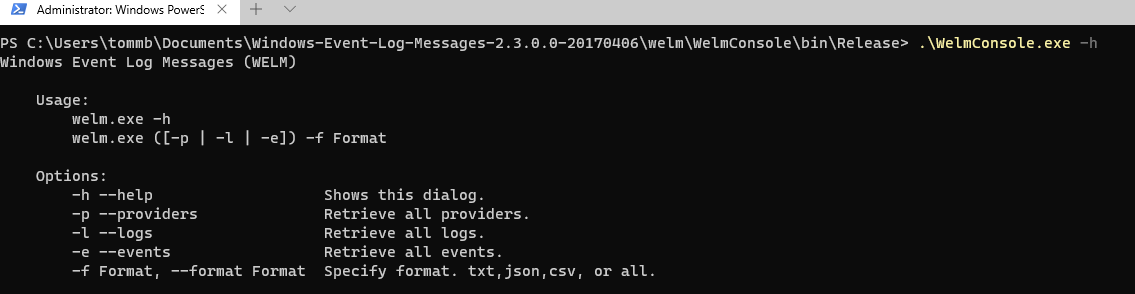 Administrator: Windows PowerS
PS C:\Users\tommb\Documents\Windows-Event-Log-Messages-2.3.0.0-20170406\welm\WelmConsole\bin\Release> .\WelmConsole.exe -h
Windows Event Log Messages (WELM)
Usage:
welm.exe -h
welm.exe ([-p | -l | -e]) -f Format
Options:
-h --help Shows this dialog.
-p --providers Retrieve all providers.
-l --logs Retrieve all logs.
-e --events Retrieve all events.
-f Format, --format Format Specify format. txt,json,csv, or all.